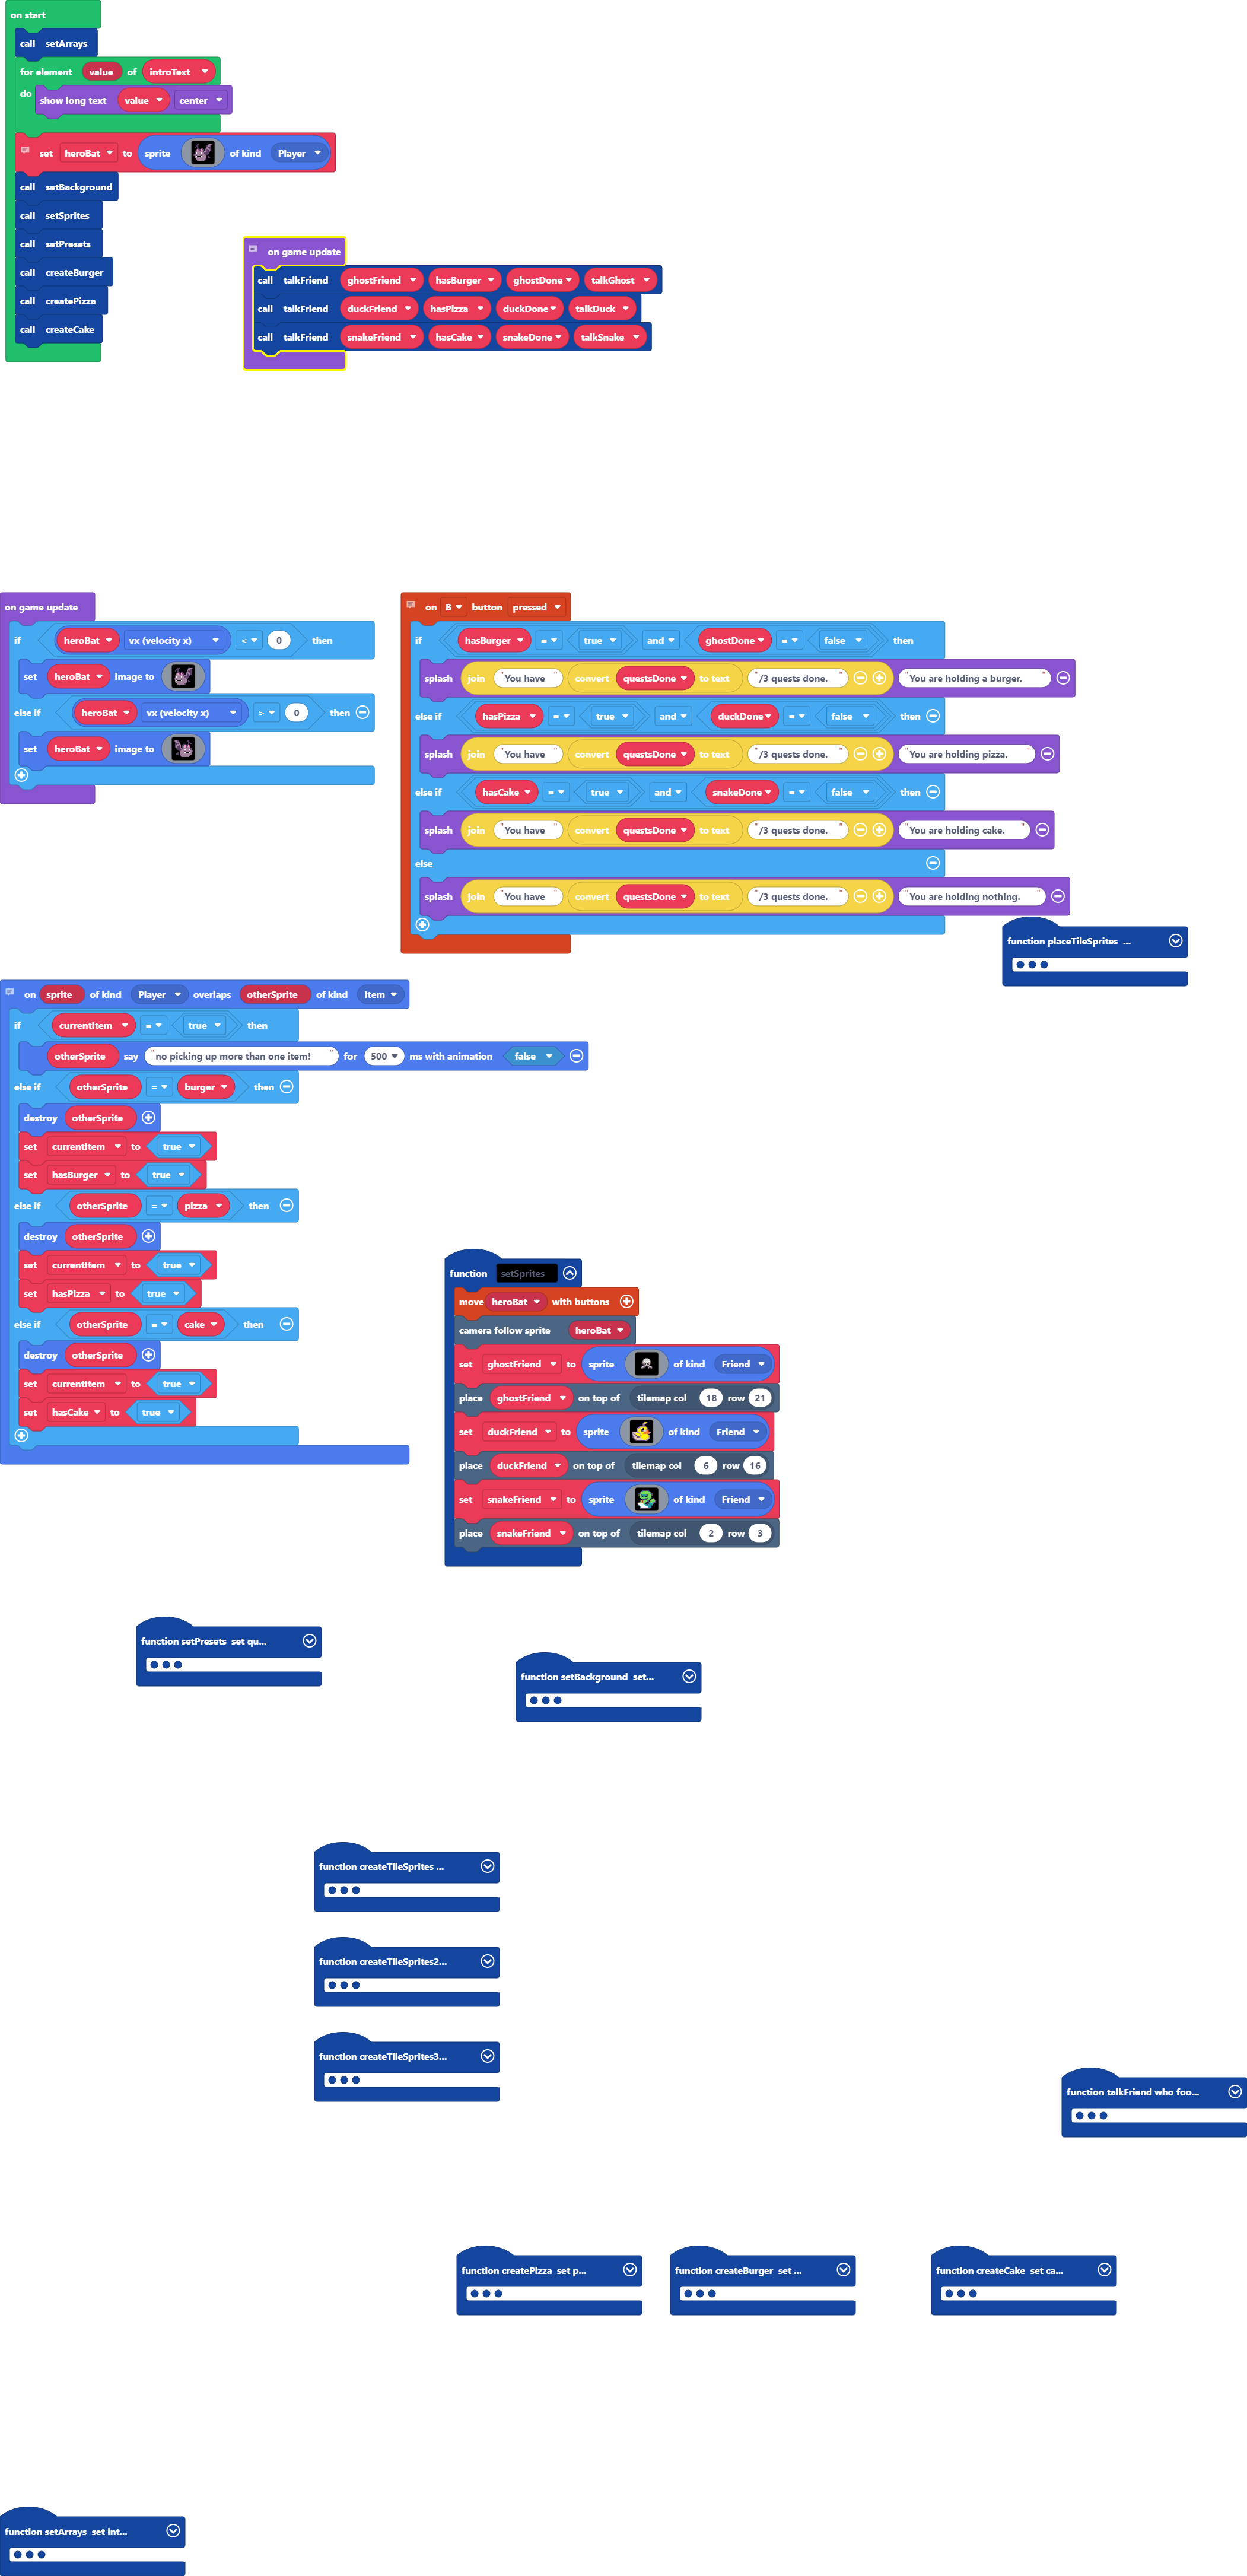 on start
call setArrays
for element value of introText
do show long text value center
set heroBat to sprite of kind Player
call setBackground
call setSprites
call setPresets
call createBurger
call createPizza
call createCake
on game update
call talkFriend ghostFriend hasBurger ghostDone talkGhost
call talkFriend duckFriend hasPizza duckDone talkDuck
call talkFriend snakeFriend hasCake snakeDone talkSnake
on game update
if heroBat vx (velocity x) < 0 then
set heroBat image to
else if heroBat vx (velocity x) > 0 then
set heroBat image to
on B button pressed
if hasBurger = true and ghostDone = false then
splash join "You have " convert questsDone to text "/3 quests done. " "You are holding a burger. "
else if hasPizza = true and duckDone = false then
splash join "You have " convert questsDone to text "/3 quests done. " "You are holding pizza. "
else if hasCake = true and snakeDone = false then
splash join "You have " convert questsDone to text "/3 quests done. " "You are holding cake. "
else
splash join "You have " convert questsDone to text "/3 quests done. " "You are holding nothing. "
function placeTileSprites ...
on sprite of kind Player overlaps otherSprite of kind Item
if currentItem = true then
otherSprite say "no picking up more than one item! " for 500 ms with animation false
else if otherSprite = burger then
destroy otherSprite
set currentItem to true
set hasBurger to true
else if otherSprite = pizza then
destroy otherSprite
set currentItem to true
set hasPizza to true
else if otherSprite = cake then
destroy otherSprite
set currentItem to true
set hasCake to true
function setSprites
move heroBat with buttons
camera follow sprite heroBat
set ghostFriend to sprite of kind Friend
place ghostFriend on top of tilemap col 18 row 21
set duckFriend to sprite of kind Friend
place duckFriend on top of tilemap col 6 row 16
set snakeFriend to sprite of kind Friend
place snakeFriend on top of tilemap col 2 row 3
function setPresets set qu...
function setBackground set...
function createTileSprites ...
function createTileSprites2...
function createTileSprites3...
function talkFriend who foo...
function createPizza set p...
function createBurger set ...
function createCake set ca...
function setArrays set int...